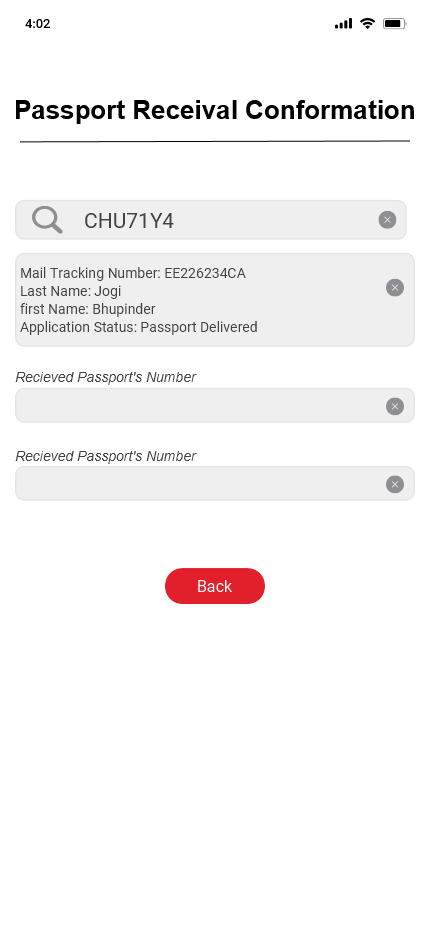 4:02
Passport Receival Conformation
CHU71Y4
Mail Tracking Number: EE226234CA
Last Name: Jogi
first Name: Bhupinder
Application Status: Passport Delivered
Recieved Passport's Number
Recieved Passport's Number
Back